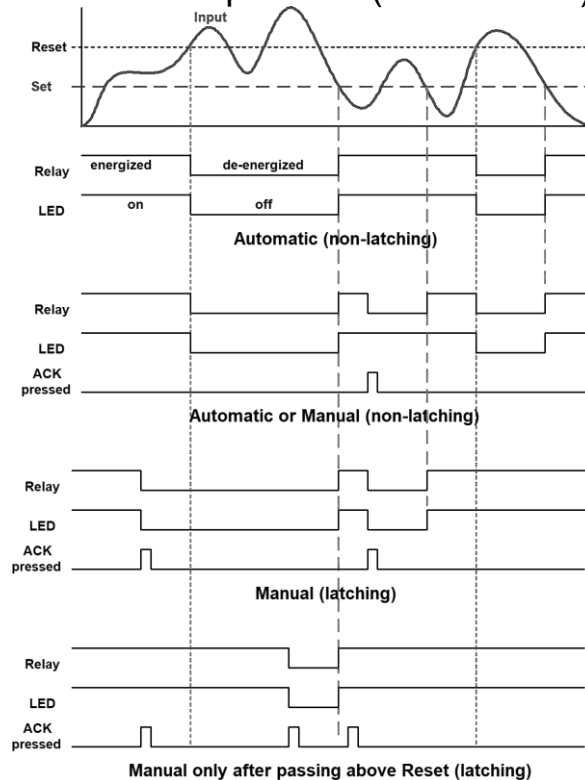 Input
Reset
Set
energized de-energized
Relay
LED
on off
Automatic (non-latching)
Relay
LED
ACK
pressed
Automatic or Manual (non-latching)
Relay
LED
ACK
pressed
Manual (latching)
Relay
LED
ACK
pressed
Manual only after passing above Reset (latching)